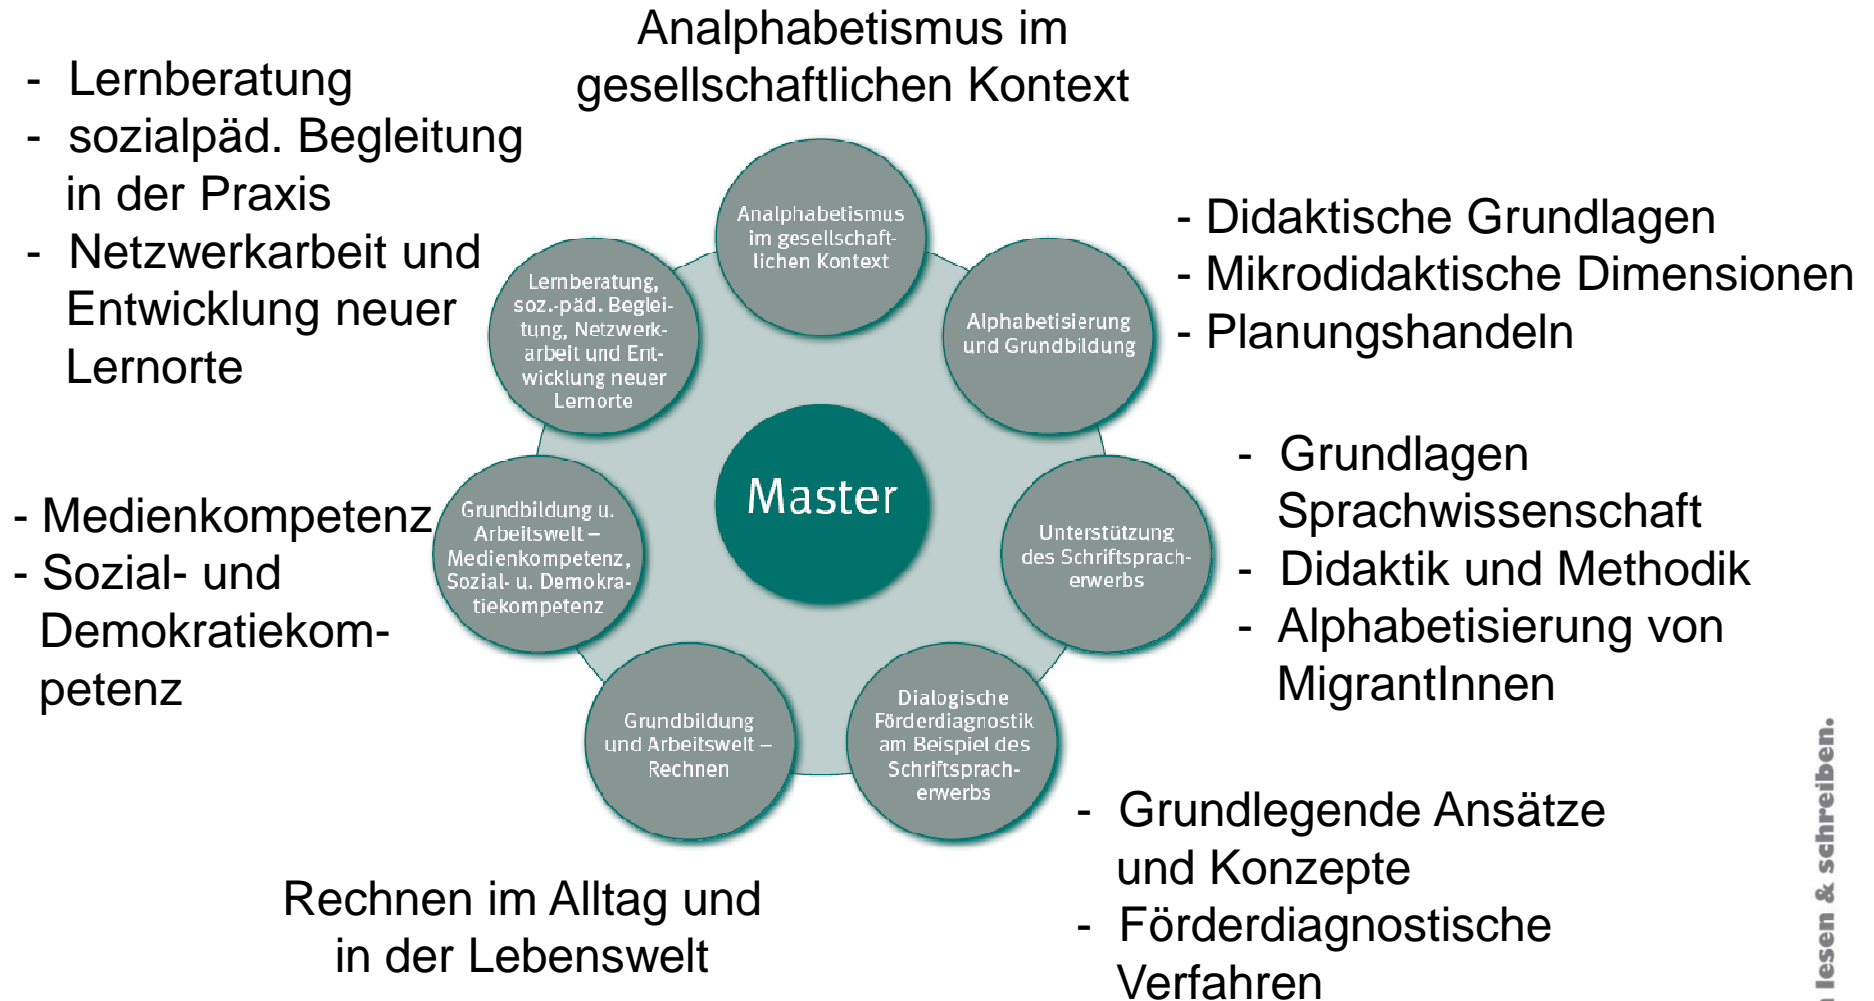 Analphabetismus im
gesellschaftlichen Kontext
- Lernberatung
- sozialpäd. Begleitung
in der Praxis
- Netzwerkarbeit und
Entwicklung neuer
Lernorte
- Medienkompetenz
- Sozial- und
Demokratiekom-
petenz
Analphabetismus
im gesellschaft-
lichen Kontext
Lernberatung,
soz.-päd. Beglei-
tung, Netzwerk-
arbeit und Ent-
wicklung neuer
Lernorte
Alphabetisierung
und Grundbildung
Master
Grundbildung u.
Arbeitswelt –
Medienkompetenz,
Sozial- u. Demokra-
tiekompetenz
Unterstützung
des Schriftsprach-
erwerbs
Grundbildung
und Arbeitswelt –
Rechnen
Dialogische
Förderdiagnostik
am Beispiel des
Schriftsprach-
erwerbs
- Didaktische Grundlagen
- Mikrodidaktische Dimensionen
- Planungshandeln
- Grundlagen
Sprachwissenschaft
- Didaktik und Methodik
- Alphabetisierung von
MigrantInnen
- Grundlegende Ansätze
und Konzepte
- Förderdiagnostische
Verfahren
Rechnen im Alltag und
in der Lebenswelt
lesen & schreiben.